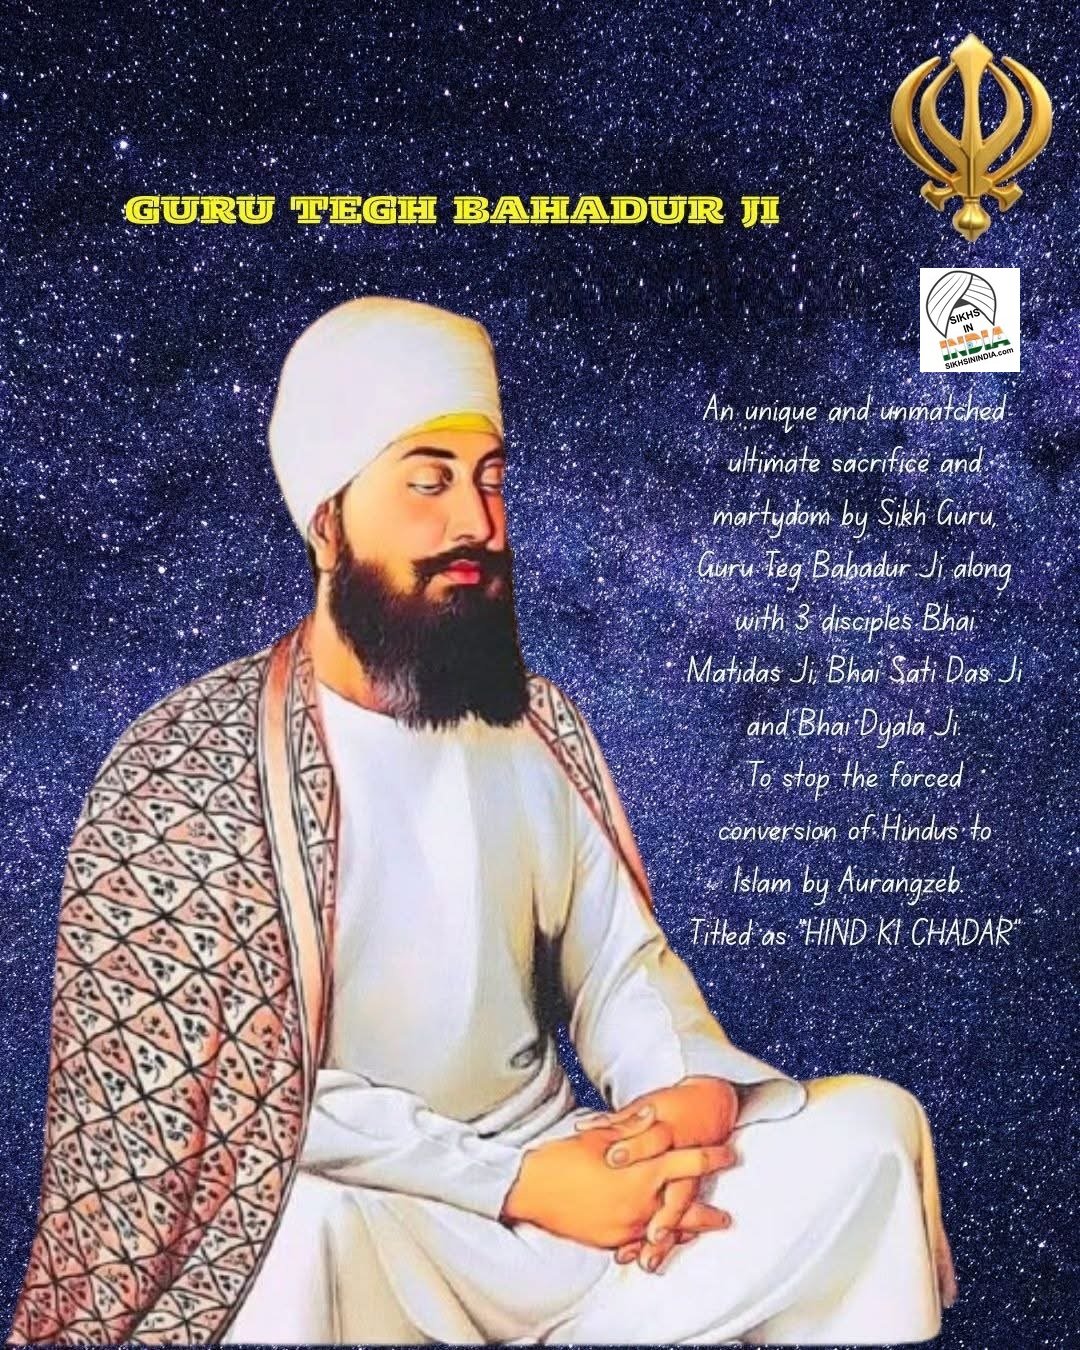 GURU TEGH BAHADUR JI
SIKHS
IN
INDIA
SIKHSININDIA.com
An unique and unmatched
ultimate sacrifice and
martydom by Sikh Guru,
Guru Teg Bahadur Ji along
with 3 disciples Bhai
Matidas Ji, Bhai Sati Das Ji
and Bhai Dyala Ji.
To stop the forced
conversion of Hindus to
Islam by Aurangzeb.
Titled as "HIND KI CHADAR"